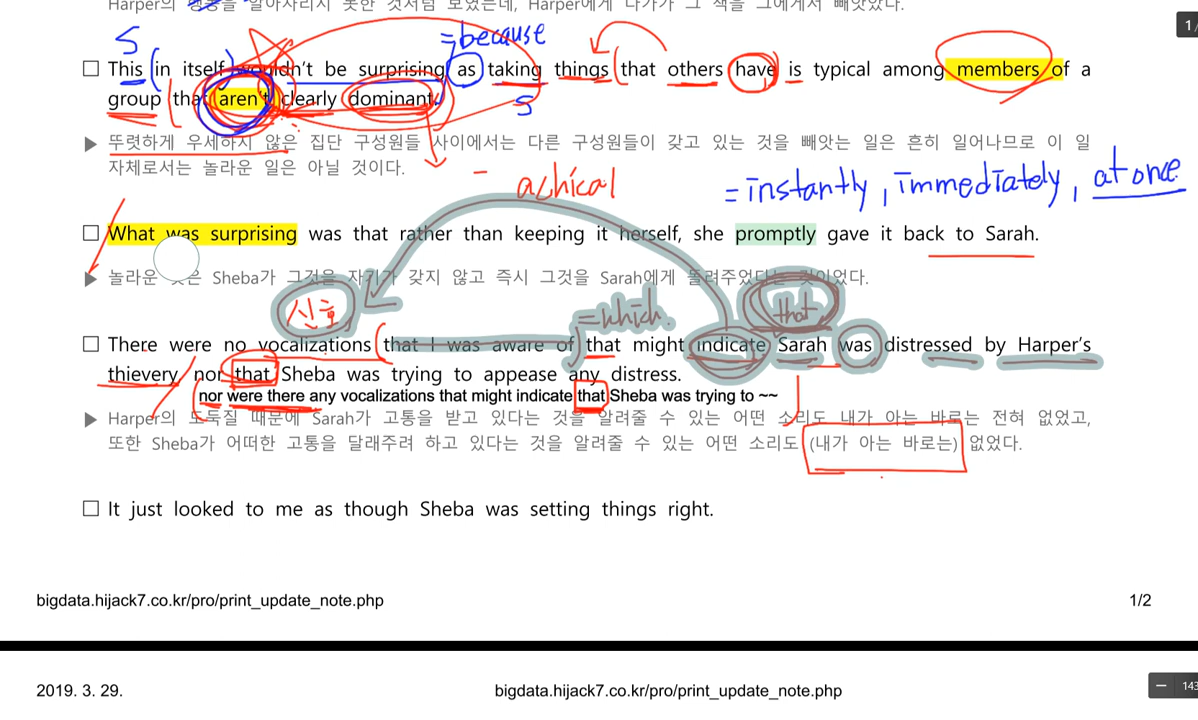 Harper의 행동을 알아차리지 못한 것처럼 보였는데, Harper에게 다가가 그 책을 그에게서 빼앗았다.
S =because
1/
□ This in itself wouldn't be surprising as taking things that others have is typical among members of a
group that aren't clearly dominant.
S
▶ 뚜렷하게 우세하지 않은 집단 구성원들 사이에서는 다른 구성원들이 갖고 있는 것을 빼앗는 일은 흔히 일어나므로 이 일
자체로서는 놀라운 일은 아닐 것이다.
achical = instantly, immediately, at once
□ What was surprising was that rather than keeping it herself, she promptly gave it back to Sarah.
▶ 놀라운 것은 Sheba가 그것을 자기가 갖지 않고 즉시 그것을 Sarah에게 돌려주었다는 것이었다.
신호 =which. that
□ There were no vocalizations that I was aware of that might indicate Sarah was distressed by Harper's
thievery, nor that Sheba was trying to appease any distress.
nor were there any vocalizations that might indicate that Sheba was trying to ~~
▶ Harper의 도둑질 때문에 Sarah가 고통을 받고 있다는 것을 알려줄 수 있는 어떤 소리도 내가 아는 바로는 전혀 없었고,
또한 Sheba가 어떠한 고통을 달래주려 하고 있다는 것을 알려줄 수 있는 어떤 소리도 (내가 아는 바로는) 없었다.
□ It just looked to me as though Sheba was setting things right.
bigdata.hijack7.co.kr/pro/print_update_note.php 1/2
2019. 3. 29. bigdata.hijack7.co.kr/pro/print_update_note.php
143